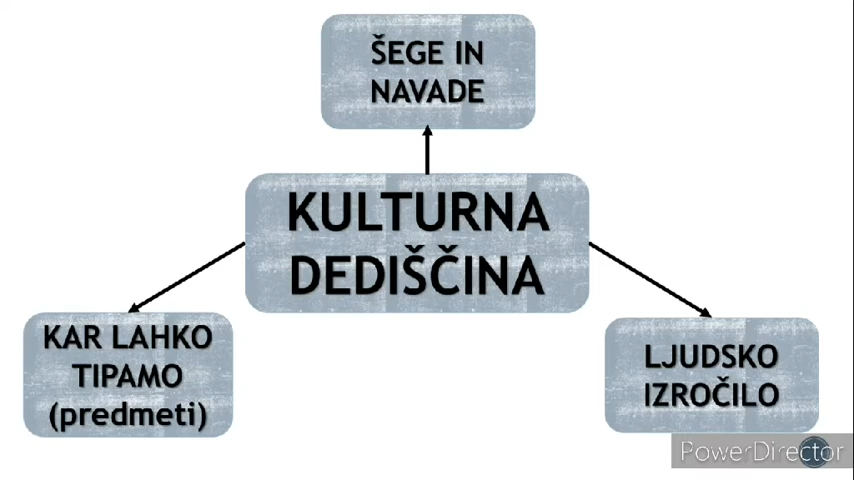 ŠEGE IN
NAVADE
KULTURNA
DEDIŠČINA
KAR LAHKO
TIPAMO
(predmeti)
LJUDSKO
IZROČILO
PowerDirector